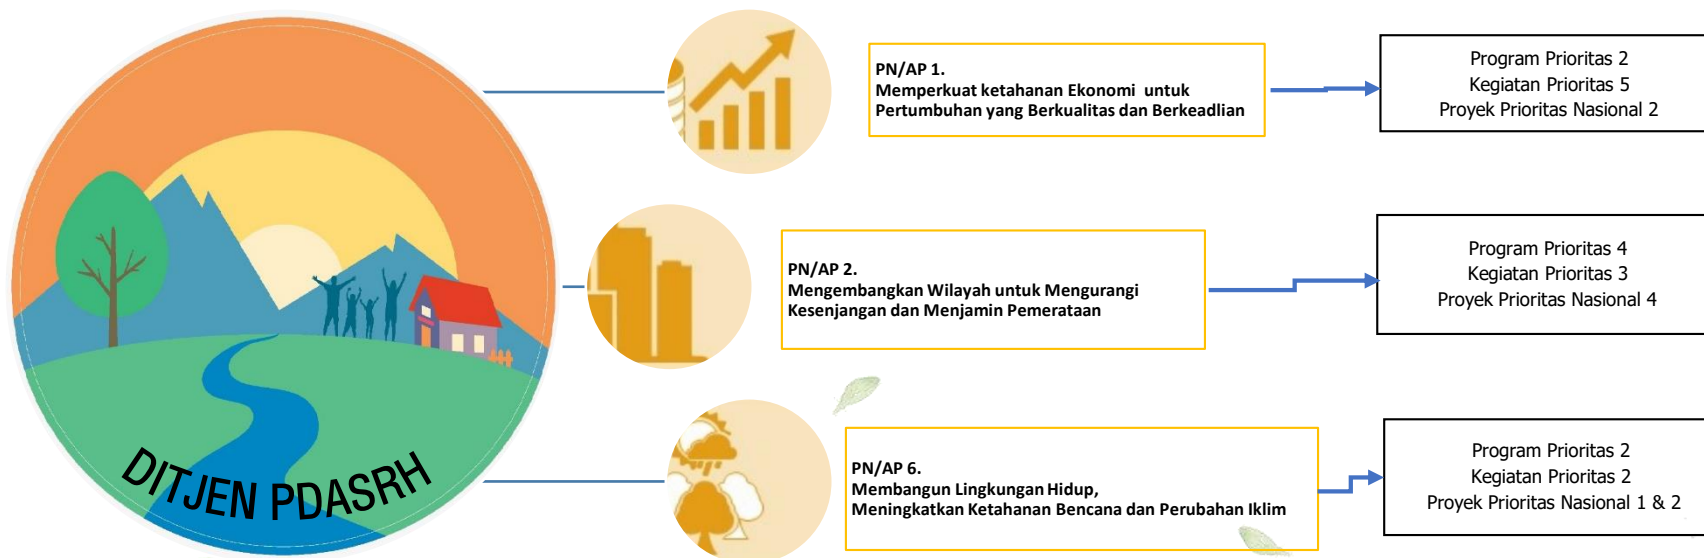 PN/AP 1.
Memperkuat ketahanan Ekonomi untuk
Pertumbuhan yang Berkualitas dan Berkeadlian
Program Prioritas 2
Kegiatan Prioritas 5
Proyek Prioritas Nasional 2
PN/AP 2.
Mengembangkan Wilayah untuk Mengurangi
Kesenjangan dan Menjamin Pemerataan
Program Prioritas 4
Kegiatan Prioritas 3
Proyek Prioritas Nasional 4
DITJEN PDASRH
PN/AP 6.
Membangun Lingkungan Hidup,
Meningkatkan Ketahanan Bencana dan Perubahan Iklim
Program Prioritas 2
Kegiatan Prioritas 2
Proyek Prioritas Nasional 1 & 2